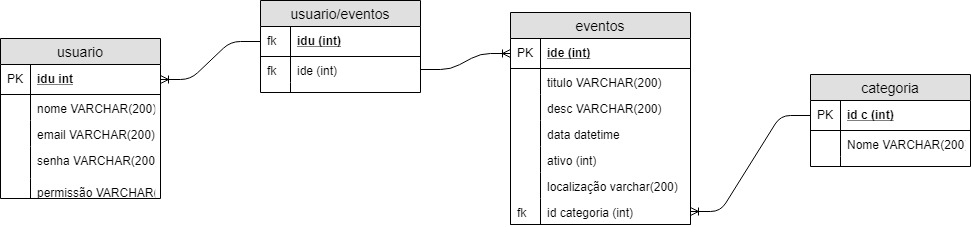 usuario
PK idu int
nome VARCHAR(200)
email VARCHAR(200)
senha VARCHAR(200
permissão VARCHAR(
usuario/eventos
fk idu (int)
fk ide (int)
eventos
PK ide (int)
titulo VARCHAR(200)
desc VARCHAR(200)
data datetime
ativo (int)
localização varchar(200)
fk id categoria (int)
categoria
PK id c (int)
Nome VARCHAR(200